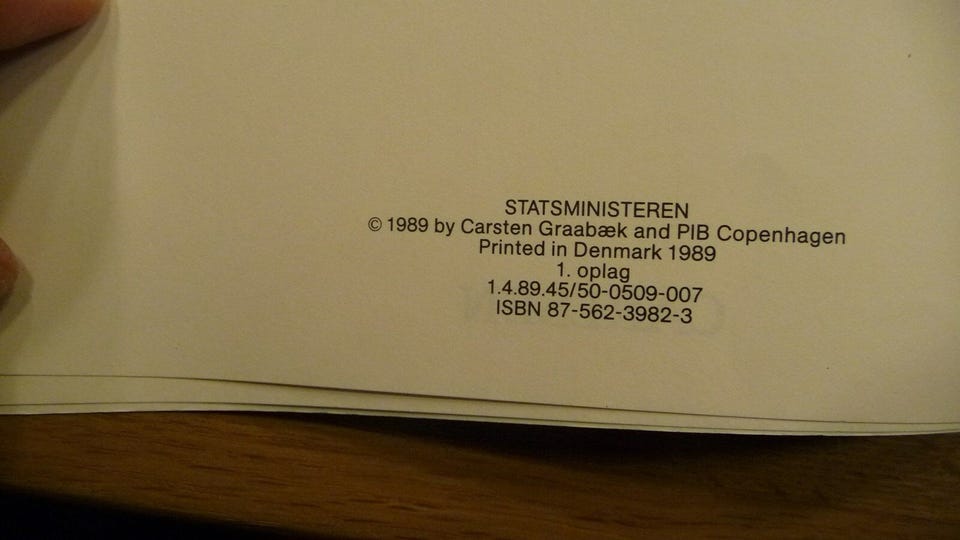 STATSMINISTEREN
© 1989 by Carsten Graabæk and PIB Copenhagen
Printed in Denmark 1989
1. oplag
1.4.89.45/50-0509-007
ISBN 87-562-3982-3